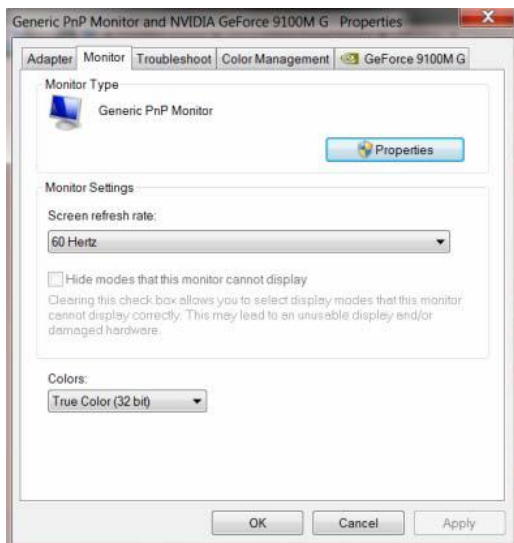 Generic PnP Monitor and NVIDIA GeForce 9100M G Properties
Adapter Monitor Troubleshoot Color Management GeForce 9100M G
Monitor Type
Generic PnP Monitor
Properties
Monitor Settings
Screen refresh rate:
60 Hertz
Hide modes that this monitor cannot display
Clearing this check box allows you to select display modes that this monitor
cannot display correctly. This may lead to an unusable display and/or
damaged hardware.
Colors:
True Color (32 bit)
OK Cancel Apply